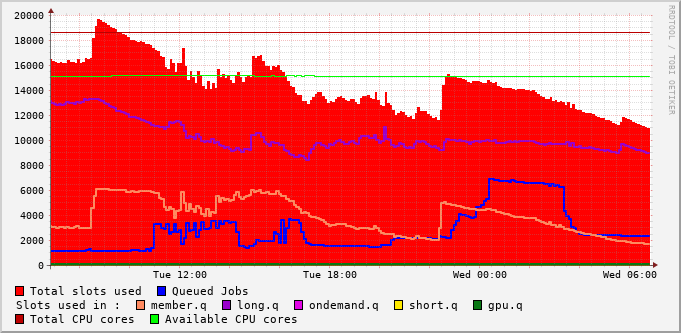 20000
18000
16000
14000
12000
10000
8000
6000
4000
2000
0
Tue 12:00 Tue 18:00 Wed 00:00 Wed 06:00
RRDTOOL / TOBI OETIKER
Total slots used Queued Jobs
Slots used in : member.q long.q ondemand.q short.q gpu.q
Total CPU cores Available CPU cores